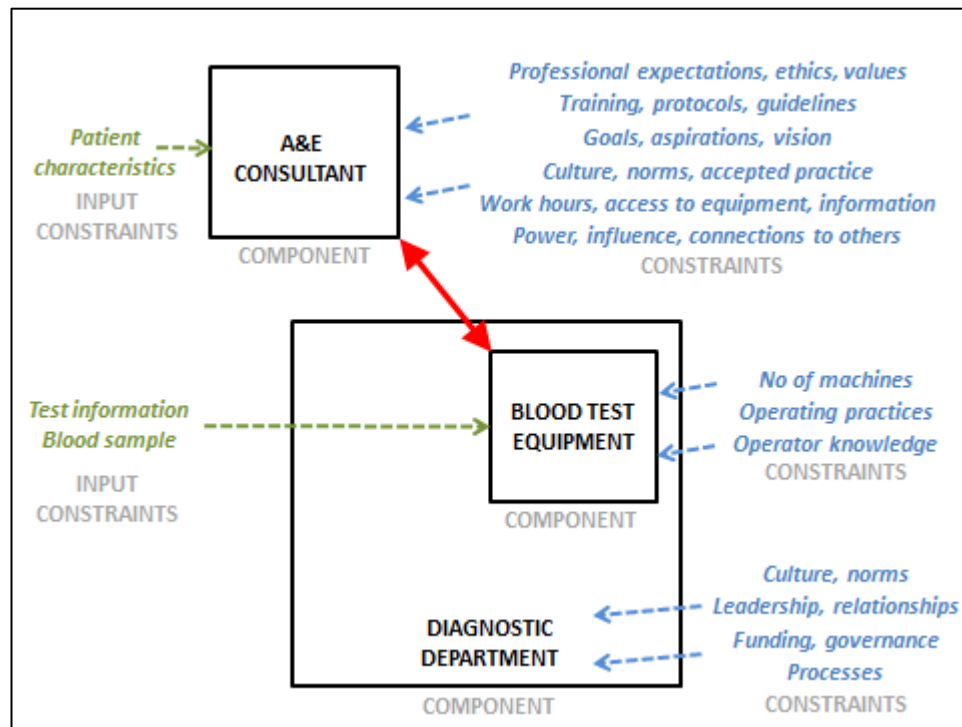 Professional expectations, ethics, values
Training, protocols, guidelines
Goals, aspirations, vision
Culture, norms, accepted practice
Work hours, access to equipment, information
Power, influence, connections to others
CONSTRAINTS
Patient
characteristics
INPUT
CONSTRAINTS
A&E
CONSULTANT
COMPONENT
Test information
Blood sample
INPUT
CONSTRAINTS
BLOOD TEST
EQUIPMENT
COMPONENT
No of machines
Operating practices
Operator knowledge
CONSTRAINTS
DIAGNOSTIC
DEPARTMENT
COMPONENT
Culture, norms
Leadership, relationships
Funding, governance
Processes
CONSTRAINTS